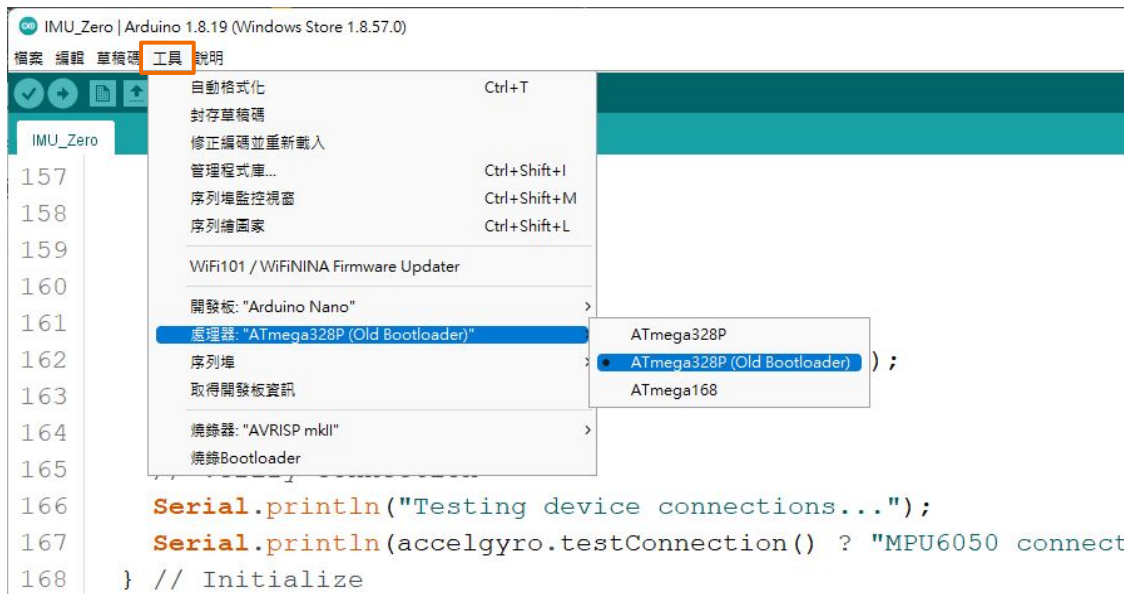 IMU_Zero | Arduino 1.8.19 (Windows Store 1.8.57.0)
檔案 編輯 草稿碼 工具 說明
自動格式化 Ctrl+T
封存草稿碼
IMU_Zero
修正編碼並重新載入
157
管理程式庫... Ctrl+Shift+I
158
序列埠監控視窗 Ctrl+Shift+M
序列繪圖家 Ctrl+Shift+L
159
WiFi101 / WiFiNINA Firmware Updater
160
開發板: "Arduino Nano" >
161
處理器: "ATmega328P (Old Bootloader)"
ATmega328P
162
序列埠 >
ATmega328P (Old Bootloader) );
163
取得開發板資訊
ATmega168
164
燒錄器: "AVRISP mkII" >
燒錄Bootloader
165
166 Serial.println("Testing device connections...");
167 Serial.println(accelgyro.testConnection() ? "MPU6050 connect
168 } // Initialize